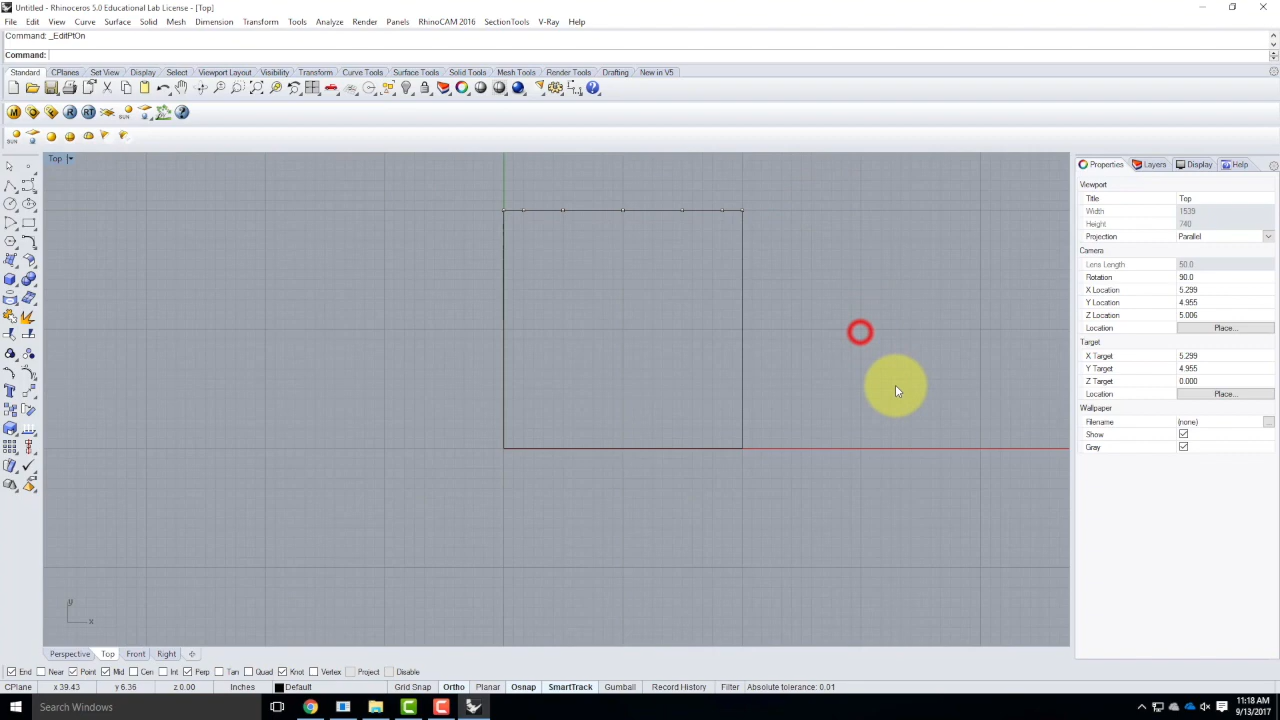 Untitled - Rhinoceros 5.0 Educational Lab License - [Top]
File Edit View Curve Surface Solid Mesh Dimension Transform Tools Analyze Render Panels RhinoCAM 2016 SectionTools V-Ray Help
Command: _EditPtOn
Command:
Standard CPlanes Set View Display Select Viewport Layout Visibility Transform Curve Tools Surface Tools Solid Tools Mesh Tools Render Tools Drafting New in V5
M R RT
SUN
SUN
Top
Properties Layers Display Help
Viewport
Title Top
Width 1539
Height 740
Projection Parallel
Camera
Lens Length 50.0
Rotation 90.0
X Location 5.299
Y Location 4.955
Z Location 5.006
Location Place...
Target
X Target 5.299
Y Target 4.955
Z Target 0.000
Location Place...
Wallpaper
Filename (none) ...
Show
Gray
y
x
Perspective Top Front Right
End Near Point Mid Cen Int Perp Tan Quad Knot Vertex Project Disable
CPlane x 39.43 y 6.36 z 0.00 Inches Default Grid Snap Ortho Planar Osnap SmartTrack Gumball Record History Filter Absolute tolerance: 0.01
Search Windows
11:18 AM
9/13/2017